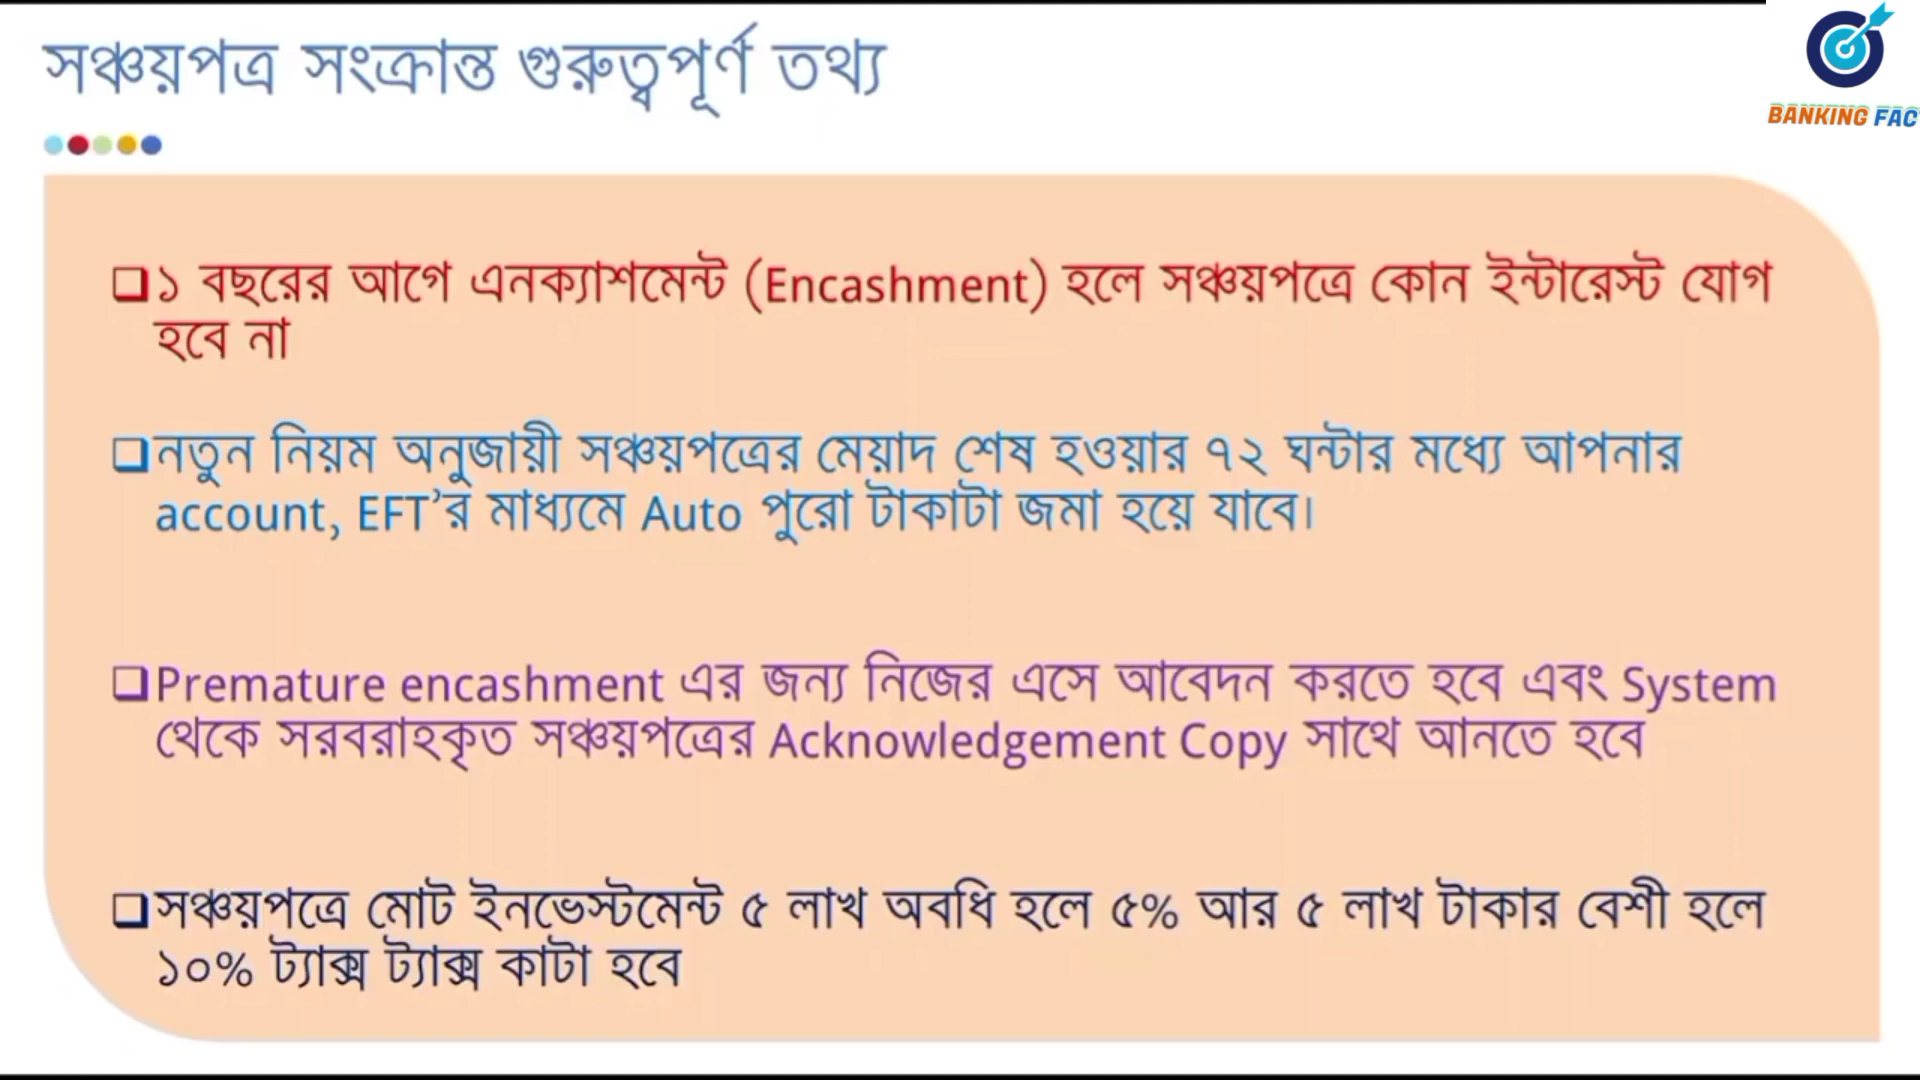 সঞ্চয়পত্র সংক্রান্ত গুরুত্বপূর্ণ তথ্য
BANKING FAC
১ বছরের আগে এনক্যাশমেন্ট (Encashment) হলে সঞ্চয়পত্রে কোন ইন্টারেস্ট যোগ
হবে না
নতুন নিয়ম অনুজায়ী সঞ্চয়পত্রের মেয়াদ শেষ হওয়ার ৭২ ঘন্টার মধ্যে আপনার
account, EFT’র মাধ্যমে Auto পুরো টাকাটা জমা হয়ে যাবে।
Premature encashment এর জন্য নিজের এসে আবেদন করতে হবে এবং System
থেকে সরবরাহকৃত সঞ্চয়পত্রের Acknowledgement Copy সাথে আনতে হবে
সঞ্চয়পত্রে মোট ইনভেস্টমেন্ট ৫ লাখ অবধি হলে ৫% আর ৫ লাখ টাকার বেশী হলে
১০% ট্যাক্স ট্যাক্স কাটা হবে